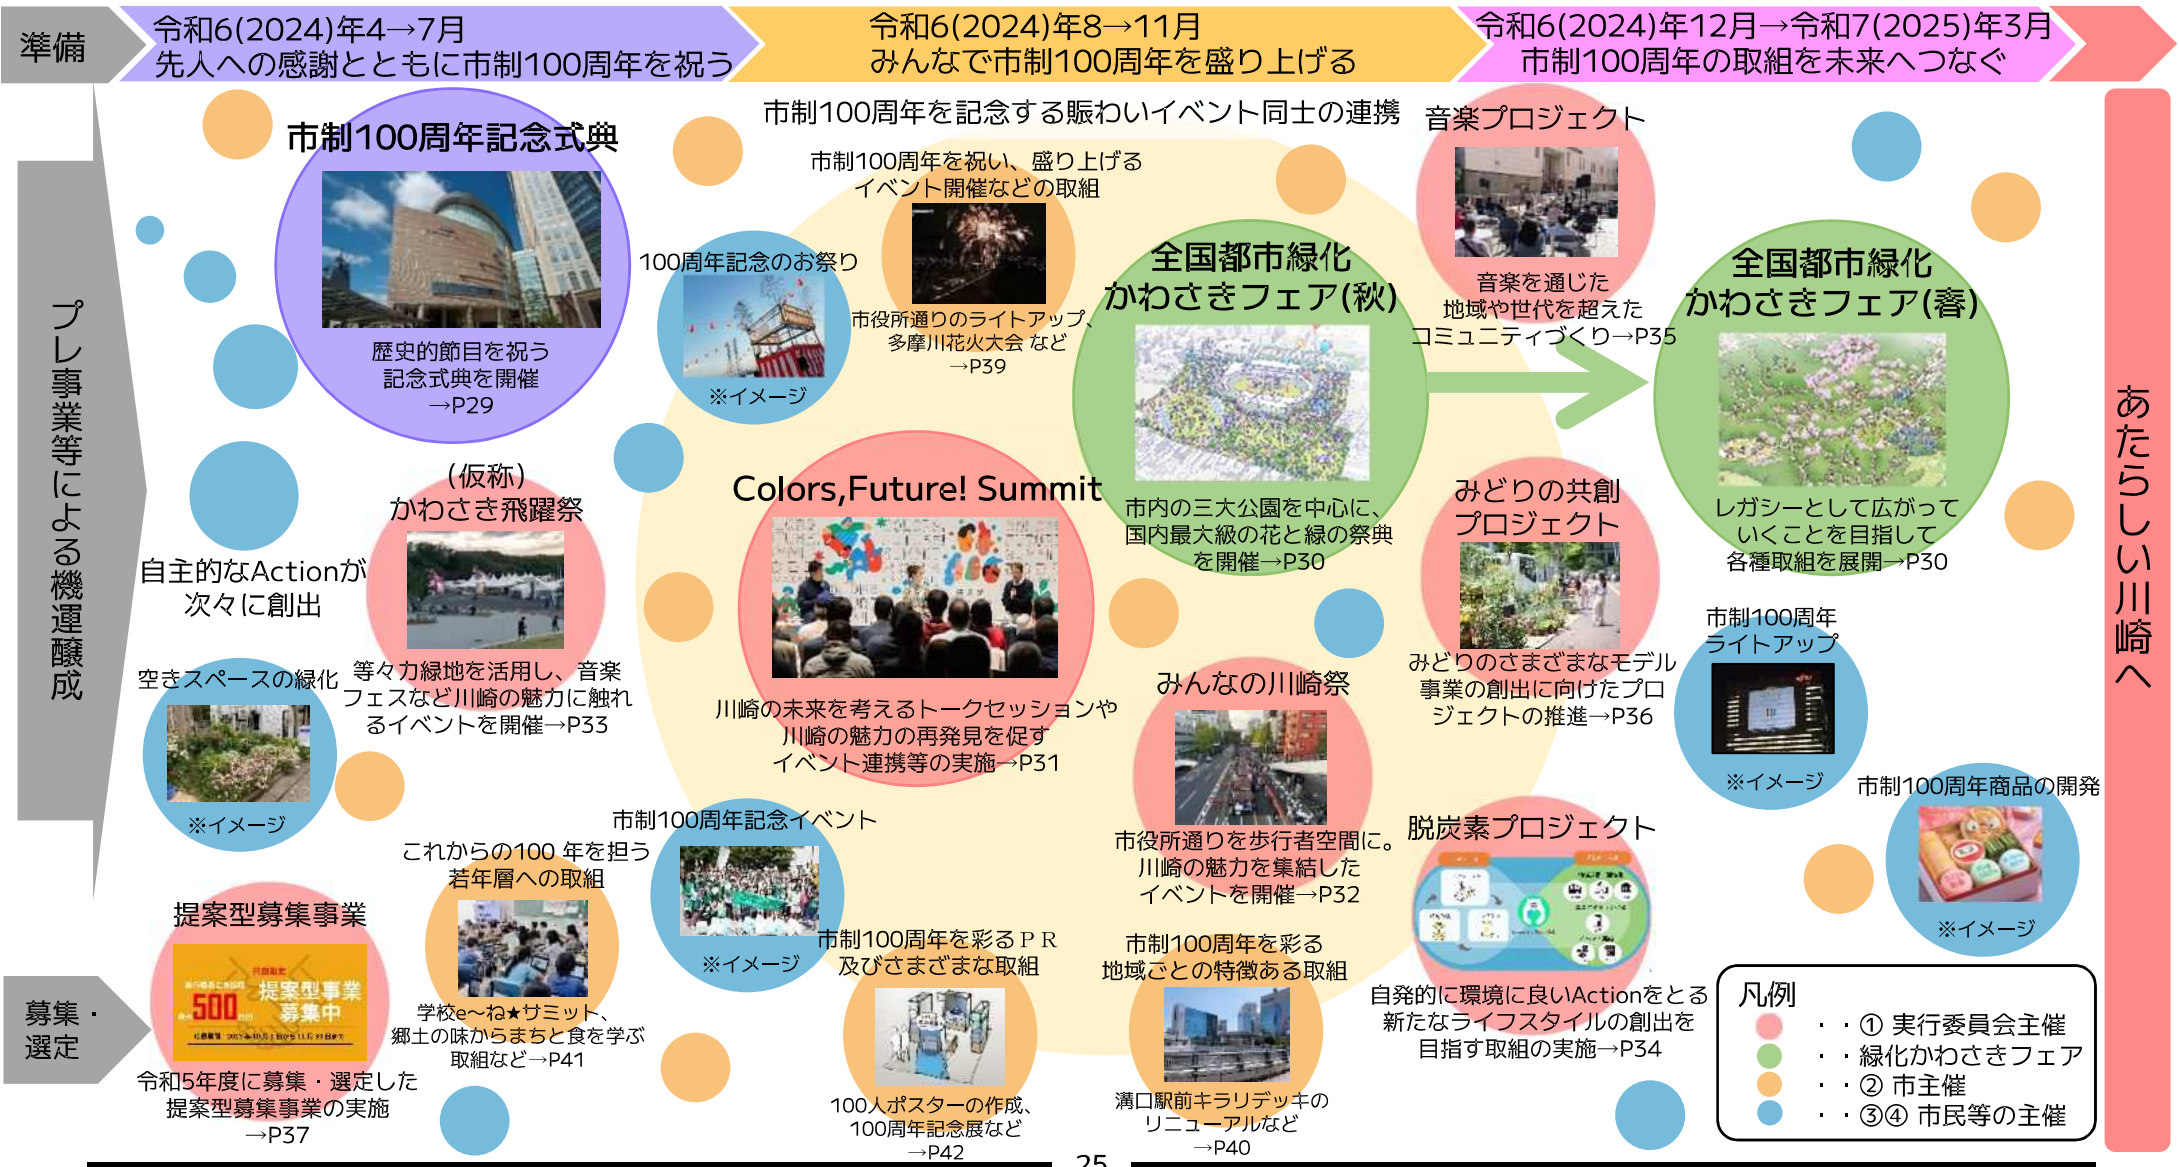 準備
令和6(2024)年4→7月
先人への感謝とともに市制100周年を祝う
令和6(2024)年8→11月
みんなで市制100周年を盛り上げる
令和6(2024)年12月→令和7(2025)年3月
市制100周年の取組を未来へつなぐ
プレ事業等による機運醸成
募集・
選定
あたらしい川崎へ
市制100周年記念式典
歴史的節目を祝う
記念式典を開催
→P29
市制100周年を記念する賑わいイベント同士の連携
市制100周年を祝い、盛り上げる
イベント開催などの取組
市役所通りのライトアップ、
多摩川花火大会 など
→P39
100周年記念のお祭り
※イメージ
音楽プロジェクト
音楽を通じた
地域や世代を超えた
コミュニティづくり→P35
全国都市緑化
かわさきフェア(秋)
市内の三大公園を中心に、
国内最大級の花と緑の祭典
を開催→P30
全国都市緑化
かわさきフェア(春)
レガシーとして広がって
いくことを目指して
各種取組を展開→P30
自主的なActionが
次々に創出
(仮称)
かわさき飛躍祭
等々力緑地を活用し、音楽
フェスなど川崎の魅力に触れ
るイベントを開催→P33
Colors,Future! Summit
川崎の未来を考えるトークセッションや
川崎の魅力の再発見を促す
イベント連携等の実施→P31
みどりの共創
プロジェクト
みどりのさまざまなモデル
事業の創出に向けたプロ
ジェクトの推進→P36
市制100周年
ライトアップ
※イメージ
空きスペースの緑化
※イメージ
みんなの川崎祭
市役所通りを歩行者空間に。
川崎の魅力を集結した
イベントを開催→P32
市制100周年商品の開発
※イメージ
市制100周年記念イベント
※イメージ
これからの100 年を担う
若年層への取組
学校e～ね★サミット、
郷土の味からまちと食を学ぶ
取組など→P41
脱炭素プロジェクト
自発的に環境に良いActionをとる
新たなライフスタイルの創出を
目指す取組の実施→P34
提案型募集事業
500
提案型事業
募集中
令和5年度に募集・選定した
提案型募集事業の実施
→P37
市制100周年を彩るＰＲ
及びさまざまな取組
100人ポスターの作成、
100周年記念展など
→P42
市制100周年を彩る
地域ごとの特徴ある取組
溝口駅前キラリデッキの
リニューアルなど
→P40
凡例
・・① 実行委員会主催
・・緑化かわさきフェア
・・② 市主催
・・③④ 市民等の主催
25